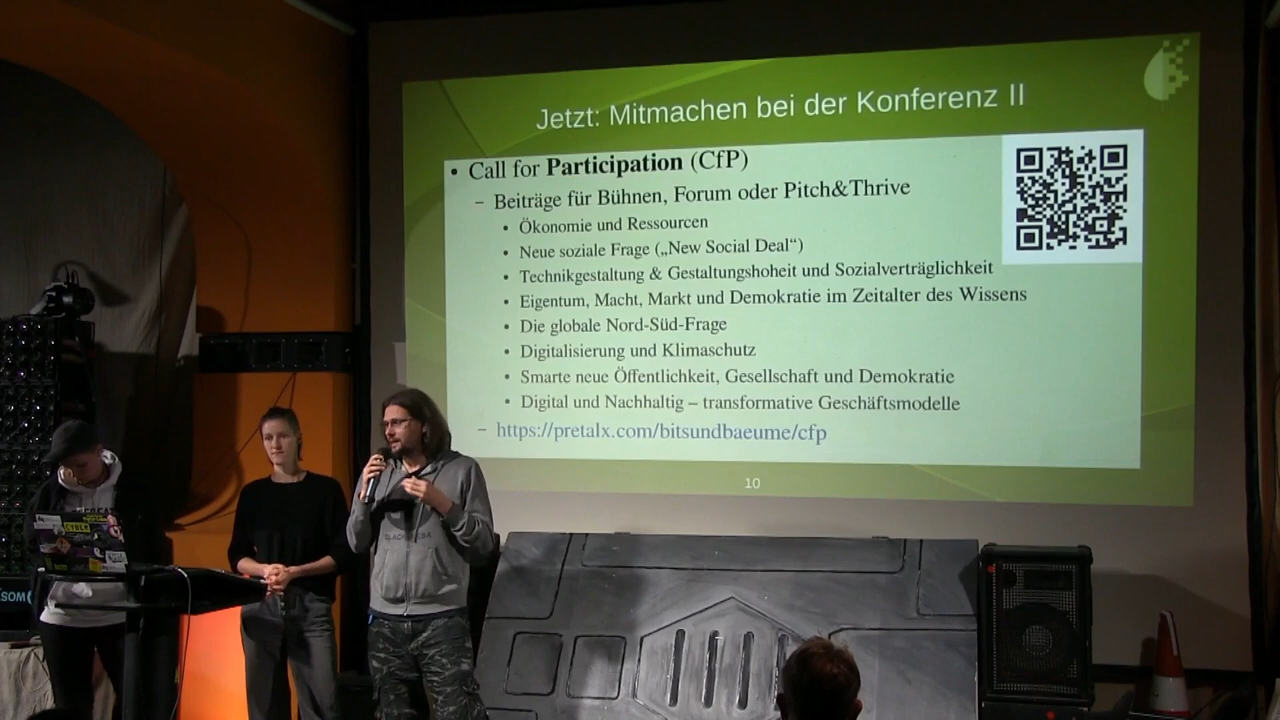 Jetzt: Mitmachen bei der Konferenz II
• Call for Participation (CfP)
– Beiträge für Bühnen, Forum oder Pitch&Thrive
• Ökonomie und Ressourcen
• Neue soziale Frage („New Social Deal“)
• Technikgestaltung & Gestaltungshoheit und Sozialverträglichkeit
• Eigentum, Macht, Markt und Demokratie im Zeitalter des Wissens
• Die globale Nord-Süd-Frage
• Digitalisierung und Klimaschutz
• Smarte neue Öffentlichkeit, Gesellschaft und Demokratie
• Digital und Nachhaltig – transformative Geschäftsmodelle
– https://pretalx.com/bitsundbaeume/cfp
10
CYBER
SOM